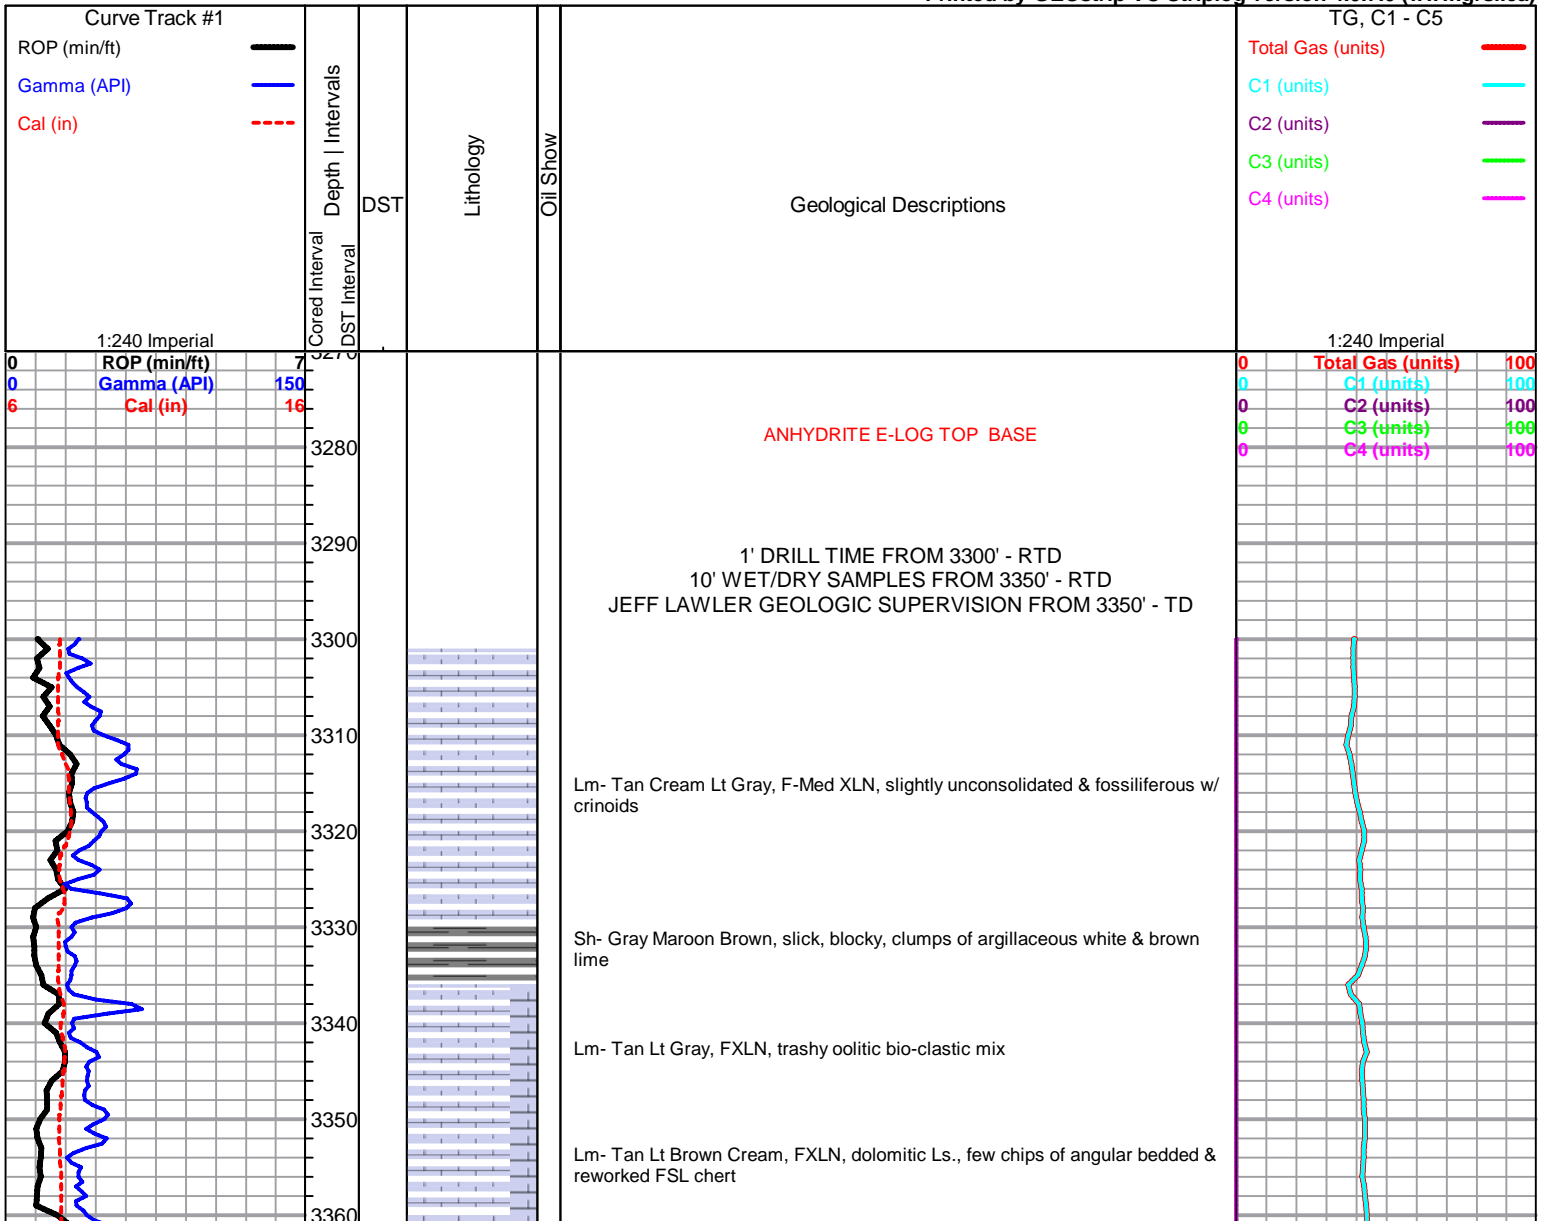 Curve Track #1
ROP (min/ft)
Gamma (API)
Cal (in)
1:240 Imperial
Depth | Intervals
Cored Interval
DST Interval
DST
Lithology
Oil Show
Geological Descriptions
TG, C1 - C5
Total Gas (units)
C1 (units)
C2 (units)
C3 (units)
C4 (units)
1:240 Imperial
0 ROP (min/ft) 7
0 Gamma (API) 150
6 Cal (in) 16
3270
0 Total Gas (units) 100
0 C1 (units) 100
0 C2 (units) 100
0 C3 (units) 100
0 C4 (units) 100
ANHYDRITE E-LOG TOP BASE
3280
3290
1' DRILL TIME FROM 3300' - RTD
10' WET/DRY SAMPLES FROM 3350' - RTD
JEFF LAWLER GEOLOGIC SUPERVISION FROM 3350' - TD
3300
3310
Lm- Tan Cream Lt Gray, F-Med XLN, slightly unconsolidated & fossiliferous w/
crinoids
3320
3330
Sh- Gray Maroon Brown, slick, blocky, clumps of argillaceous white & brown
lime
3340
Lm- Tan Lt Gray, FXLN, trashy oolitic bio-clastic mix
3350
Lm- Tan Lt Brown Cream, FXLN, dolomitic Ls., few chips of angular bedded &
reworked FSL chert
3360